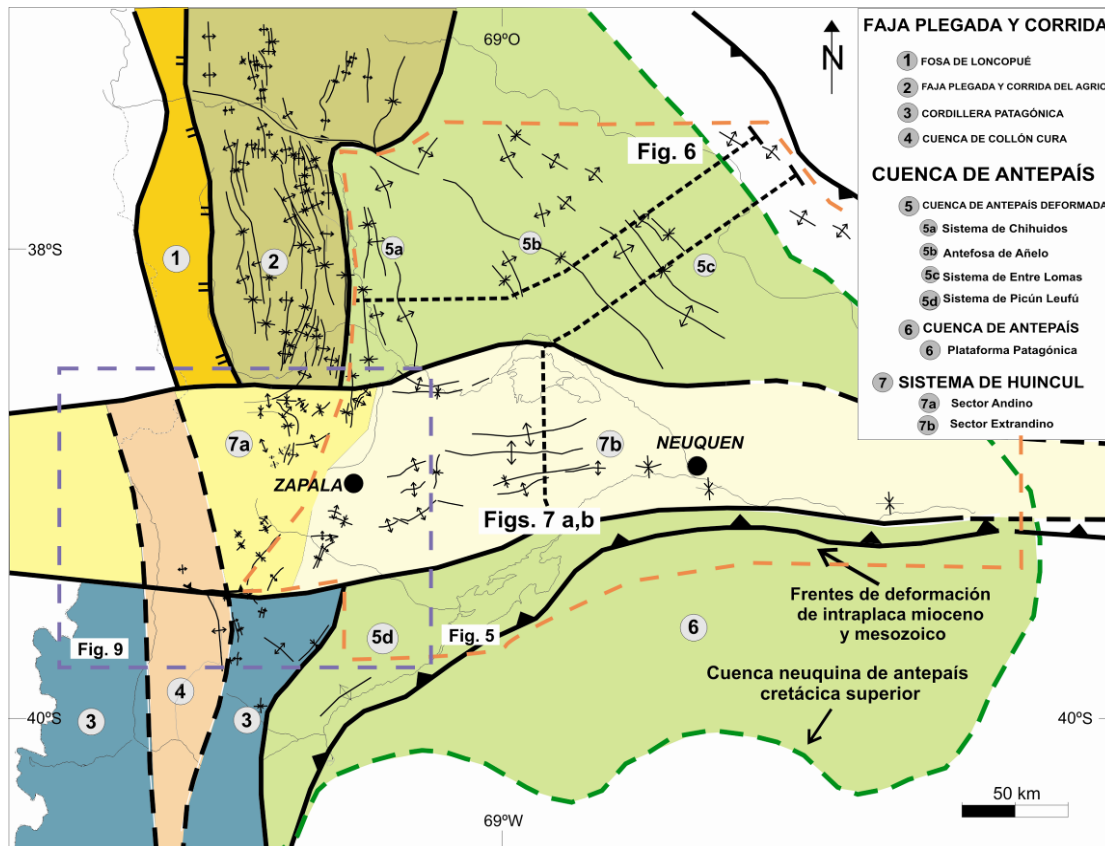 69ºO
N
Fig. 6
38ºS
1
2
5a
5b
5c
7a
7b
ZAPALA
NEUQUEN
Figs. 7 a,b
Frentes de deformación
de intraplaca mioceno
y mesozoico
Fig. 9
5d
Fig. 5
6
Cuenca neuquina de antepaís
cretácica superior
4
3
3
40ºS
40ºS
69ºW
50 km
FAJA PLEGADA Y CORRIDA
1 FOSA DE LONCOPUÉ
2 FAJA PLEGADA Y CORRIDA DEL AGRIO
3 CORDILLERA PATAGÓNICA
4 CUENCA DE COLLÓN CURA
CUENCA DE ANTEPAÍS
5 CUENCA DE ANTEPAÍS DEFORMADA
5a Sistema de Chihuidos
5b Antefosa de Añelo
5c Sistema de Entre Lomas
5d Sistema de Picún Leufú
6 CUENCA DE ANTEPAÍS
6 Plataforma Patagónica
7 SISTEMA DE HUINCUL
7a Sector Andino
7b Sector Extrandino